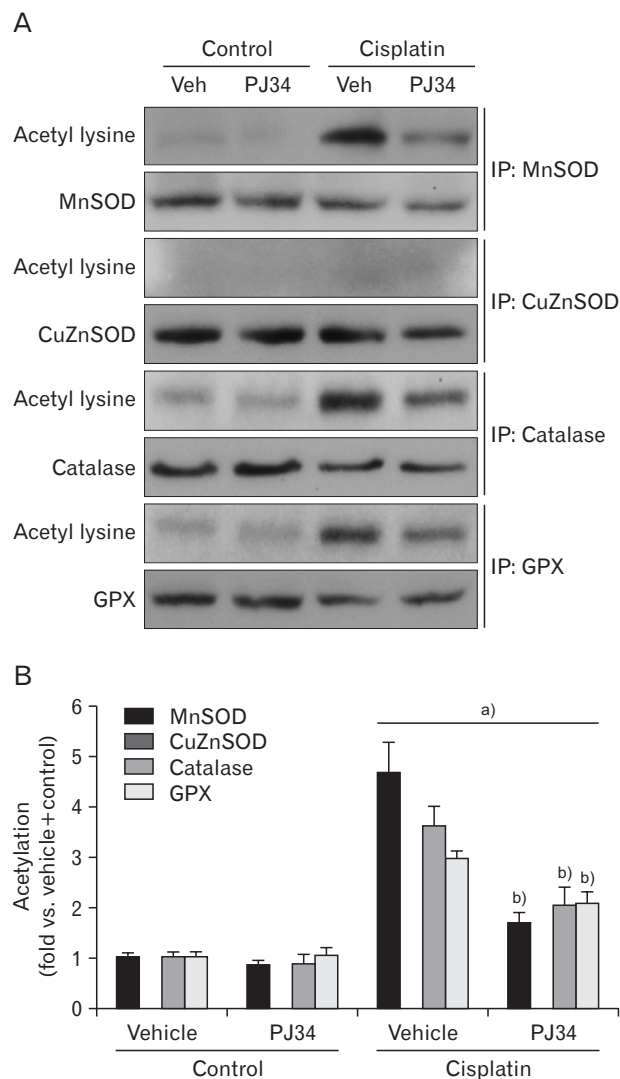 A
Control Cisplatin
Veh PJ34 Veh PJ34
Acetyl lysine
MnSOD
IP: MnSOD
Acetyl lysine
CuZnSOD
IP: CuZnSOD
Acetyl lysine
Catalase
IP: Catalase
Acetyl lysine
GPX
IP: GPX
B
Acetylation
(fold vs. vehicle+control)
6
5
4
3
2
1
0
MnSOD
CuZnSOD
Catalase
GPX
a)
b) b) b)
Vehicle PJ34 Vehicle PJ34
Control Cisplatin